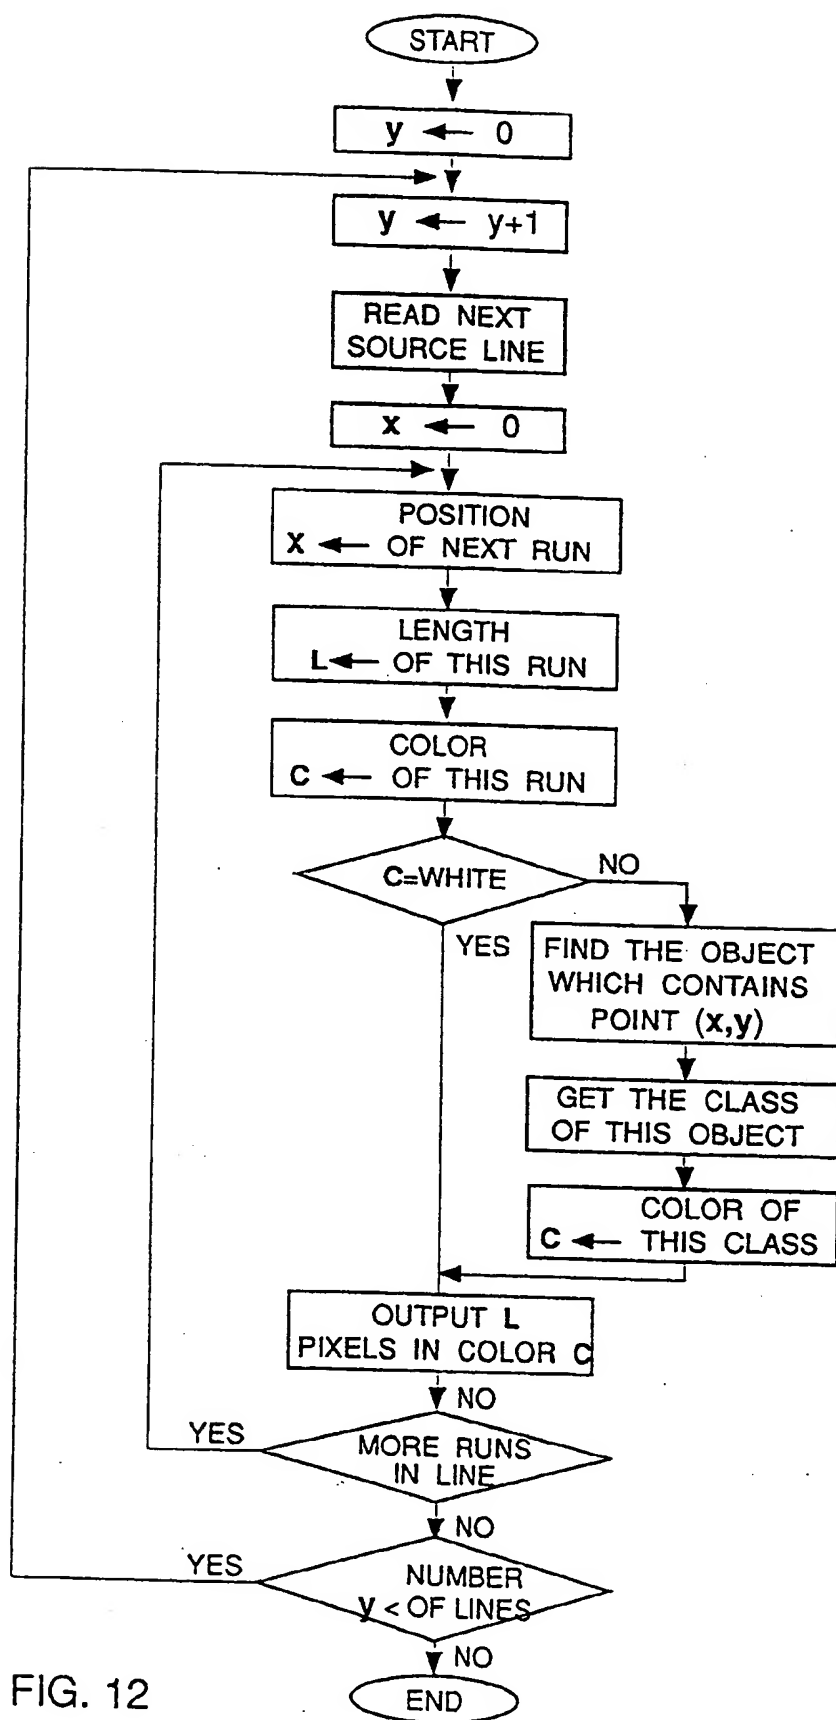 START
y ← 0
y ← y+1
READ NEXT
SOURCE LINE
x ← 0
POSITION
X ← OF NEXT RUN
LENGTH
L ← OF THIS RUN
COLOR
C ← OF THIS RUN
C=WHITE
NO
YES
FIND THE OBJECT
WHICH CONTAINS
POINT (x,y)
GET THE CLASS
OF THIS OBJECT
COLOR OF
C ← THIS CLASS
OUTPUT L
PIXELS IN COLOR C
NO
YES
MORE RUNS
IN LINE
NO
YES
NUMBER
y < OF LINES
NO
END
FIG. 12